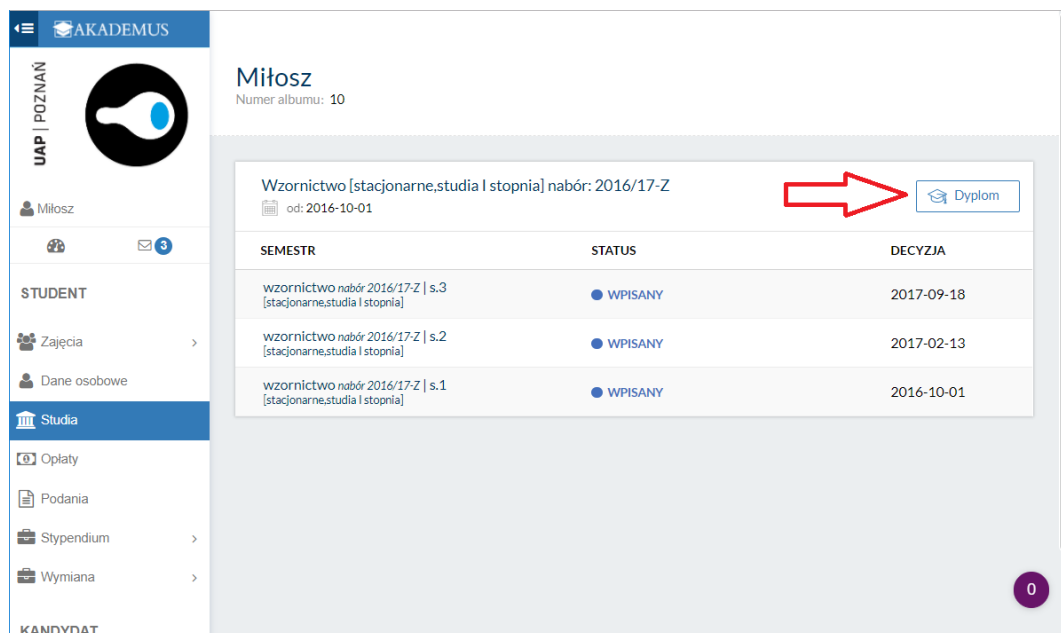 AKADEMUS
UAP | POZNAŃ
Miłosz
3
STUDENT
Zajęcia
Dane osobowe
Studia
Opłaty
Podania
Stypendium
Wymiana
KANDYDAT
Miłosz
Numer albumu: 10
Wzornictwo [stacjonarne,studia I stopnia] nabór: 2016/17-Z
od: 2016-10-01
Dyplom
SEMESTR STATUS DECYZJA
wzornictwo nabór 2016/17-Z | s.3
[stacjonarne,studia I stopnia]
WPISANY
2017-09-18
wzornictwo nabór 2016/17-Z | s.2
[stacjonarne,studia I stopnia]
WPISANY
2017-02-13
wzornictwo nabór 2016/17-Z | s.1
[stacjonarne,studia I stopnia]
WPISANY
2016-10-01
0